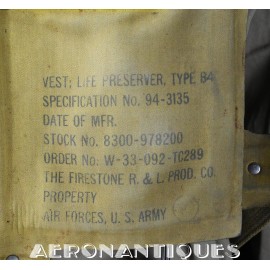 VEST; LIFE PRESERVER, TYPE B4
SPECIFICATION No. 94-3135
DATE OF MFR.
STOCK No. 8300-978200
ORDER No. W-33-092-TC289
THE FIRESTONE R. & L. PROD. CO.
PROPERTY
AIR FORCES, U. S. ARMY
AERONANTIQUES